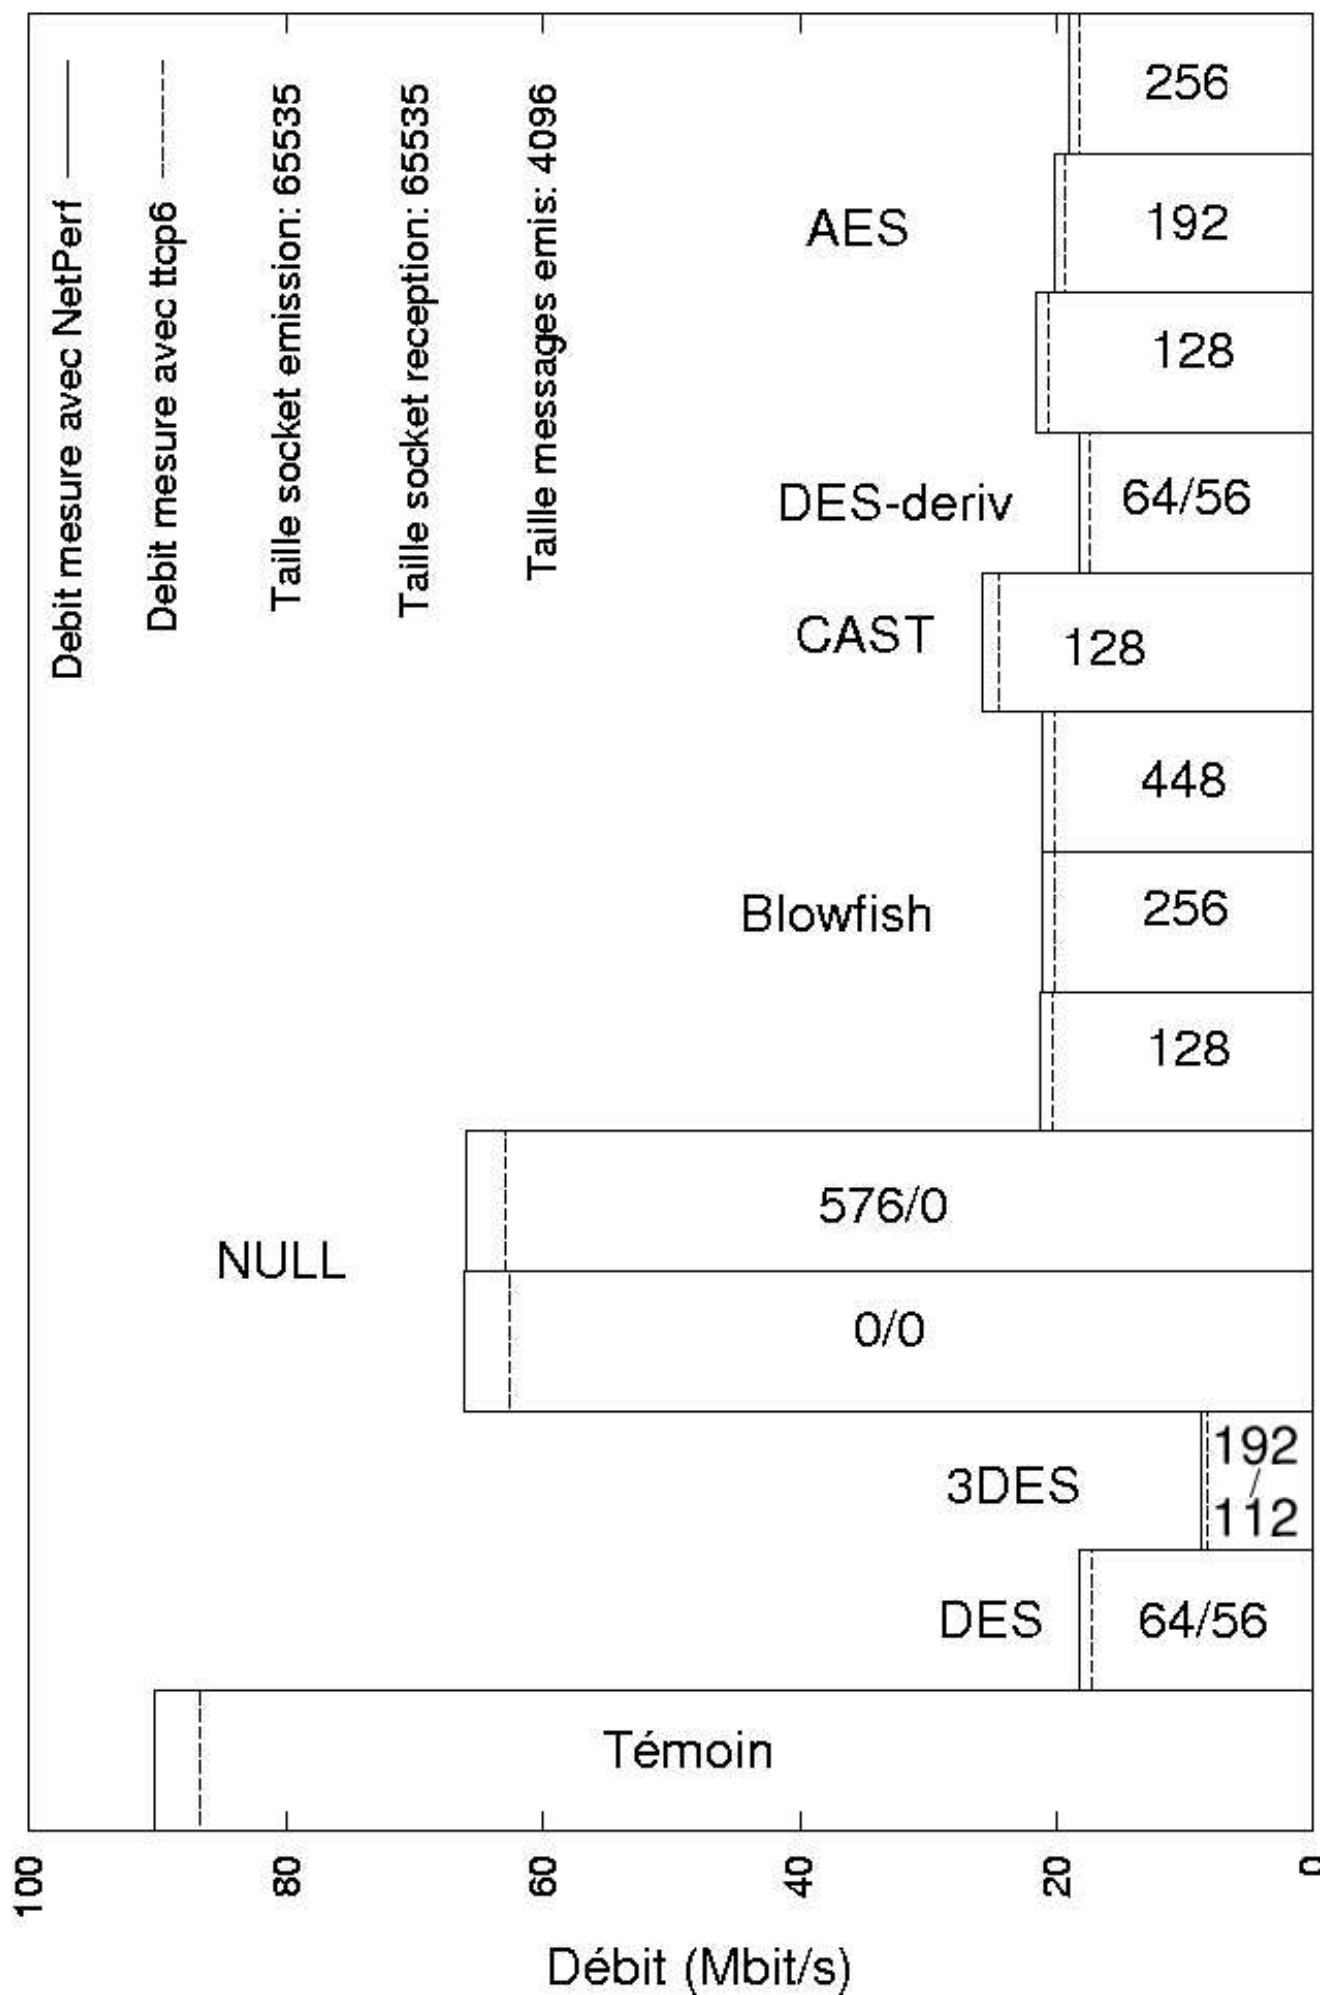 Debit mesure avec NetPerf
Debit mesure avec ttcp6
Taille socket emission: 65535
Taille socket reception: 65535
Taille messages emis: 4096
Débit (Mbit/s)
100
80
60
40
20
0
Témoin
DES
64/56
3DES
192
/
112
NULL
0/0
576/0
Blowfish
128
256
448
CAST
128
DES-deriv
64/56
AES
128
192
256